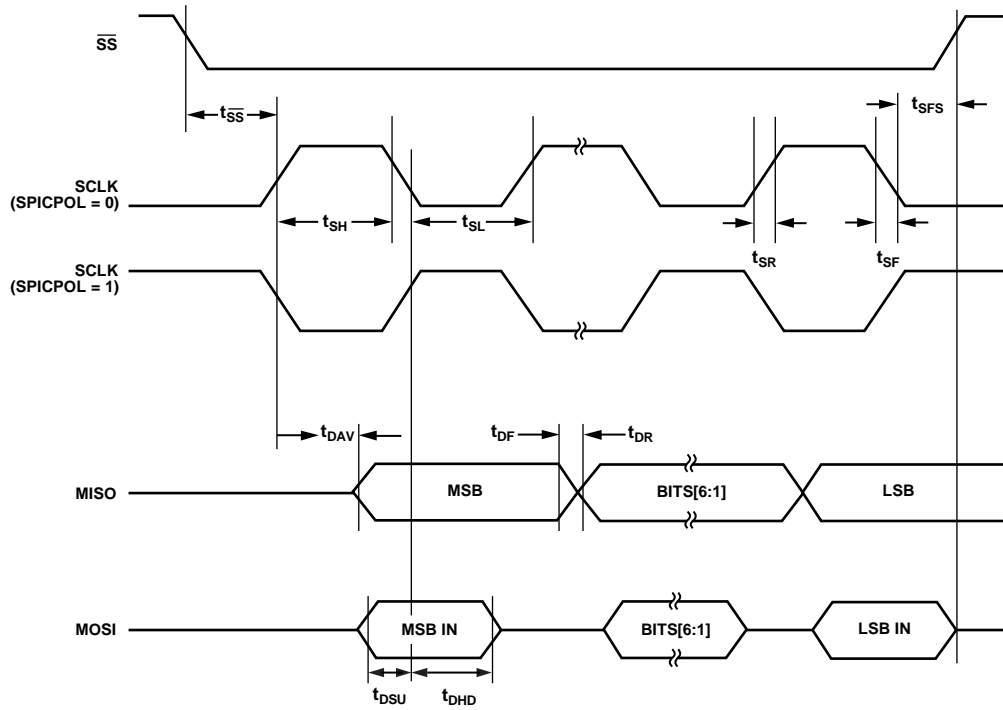 SS
tSS
tSFS
SCLK
(SPICPOL = 0)
tSH
tSL
tSR
tSF
SCLK
(SPICPOL = 1)
tDAV
tDF
tDR
MISO
MSB
BITS[6:1]
LSB
MOSI
MSB IN
BITS[6:1]
LSB IN
tDSU
tDHD